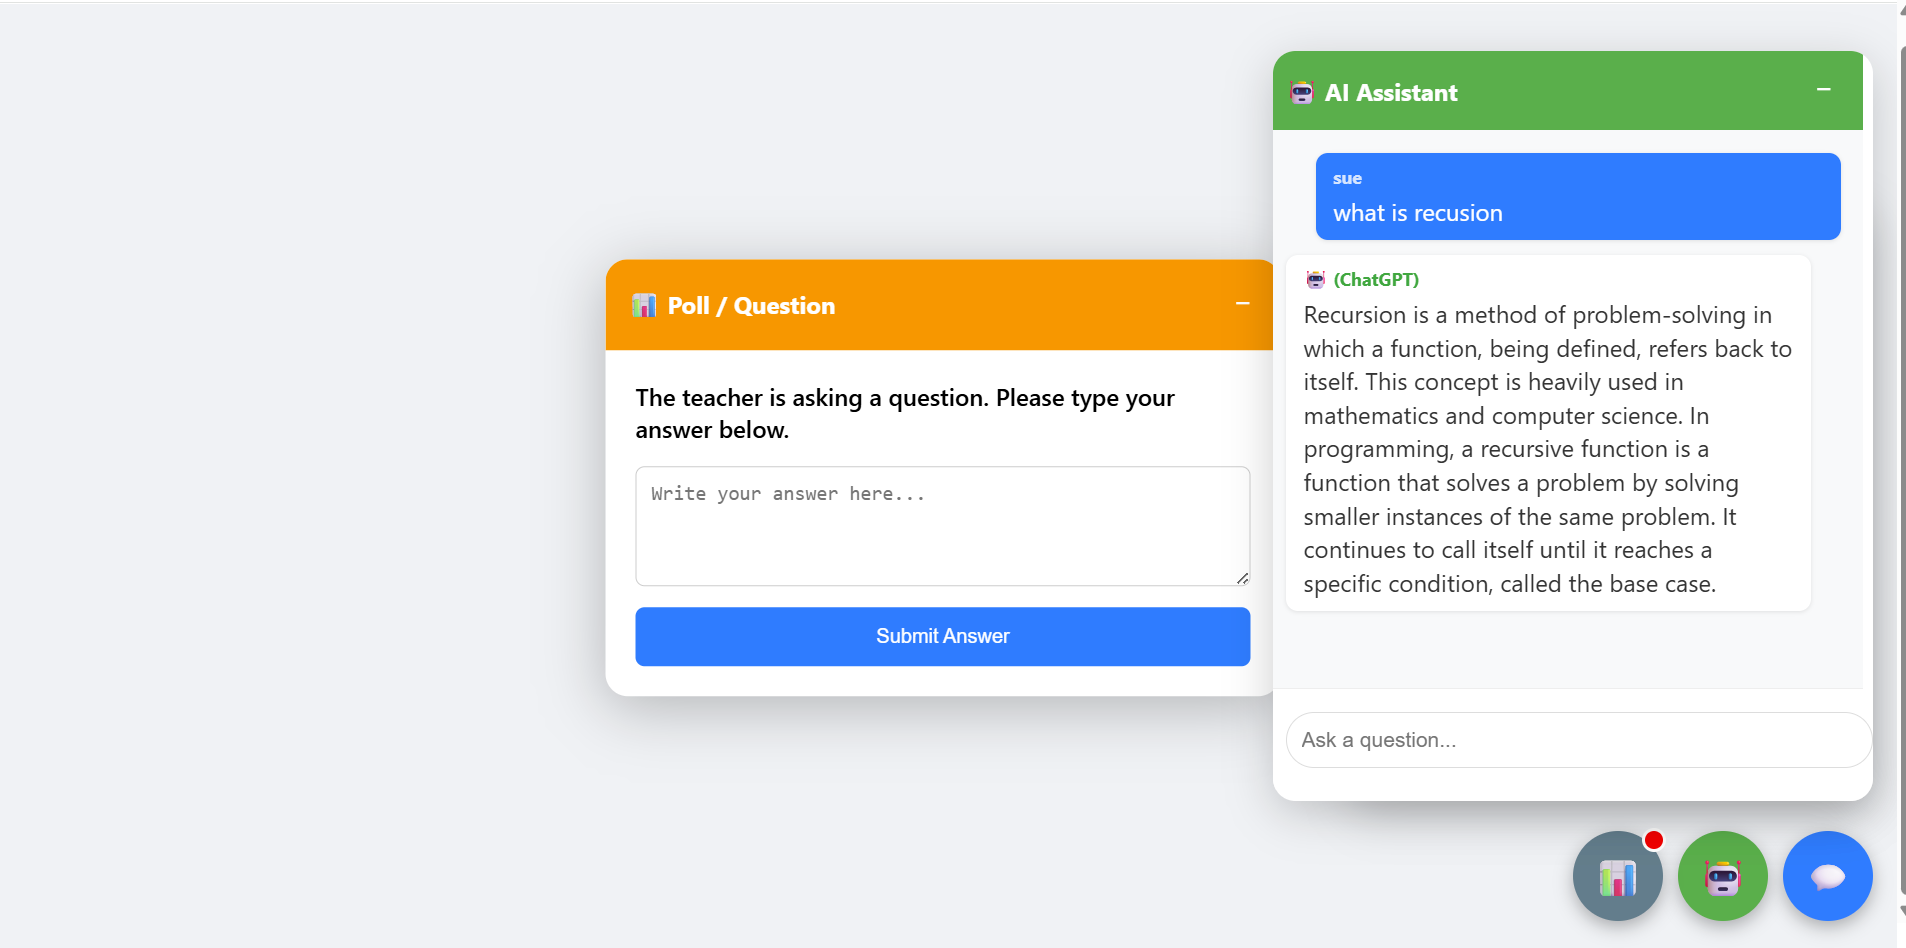 AI Assistant
sue
what is recusion
(ChatGPT)
Recursion is a method of problem-solving in
which a function, being defined, refers back to
itself. This concept is heavily used in
mathematics and computer science. In
programming, a recursive function is a
function that solves a problem by solving
smaller instances of the same problem. It
continues to call itself until it reaches a
specific condition, called the base case.
Ask a question...
Poll / Question
The teacher is asking a question. Please type your
answer below.
Write your answer here...
Submit Answer